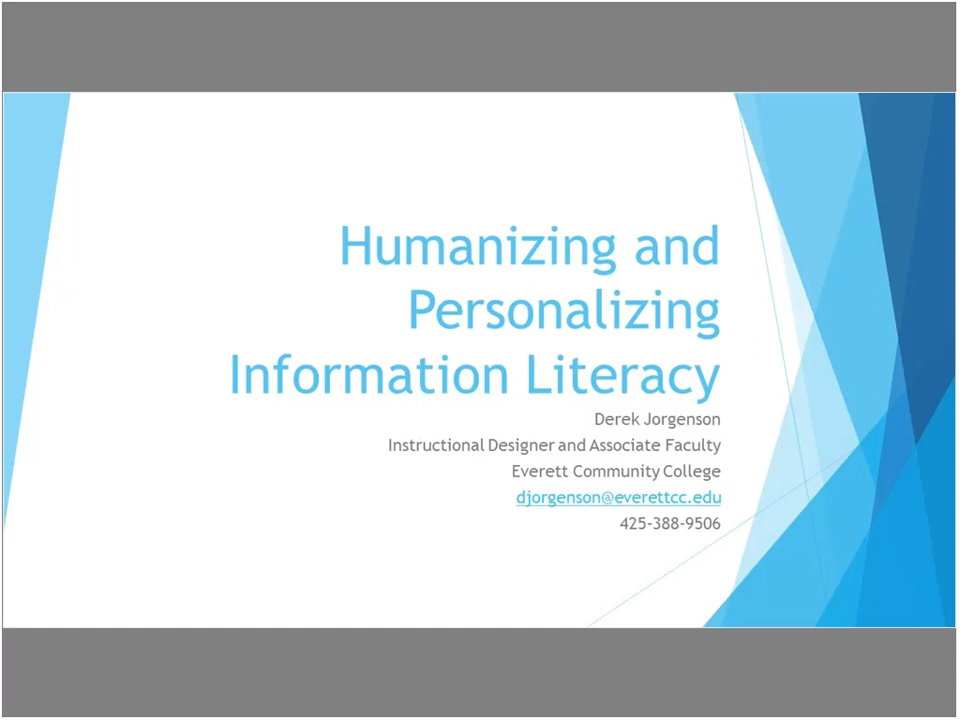 Humanizing and
Personalizing
Information Literacy
Derek Jorgenson
Instructional Designer and Associate Faculty
Everett Community College
djorgenson@everettcc.edu
425-388-9506